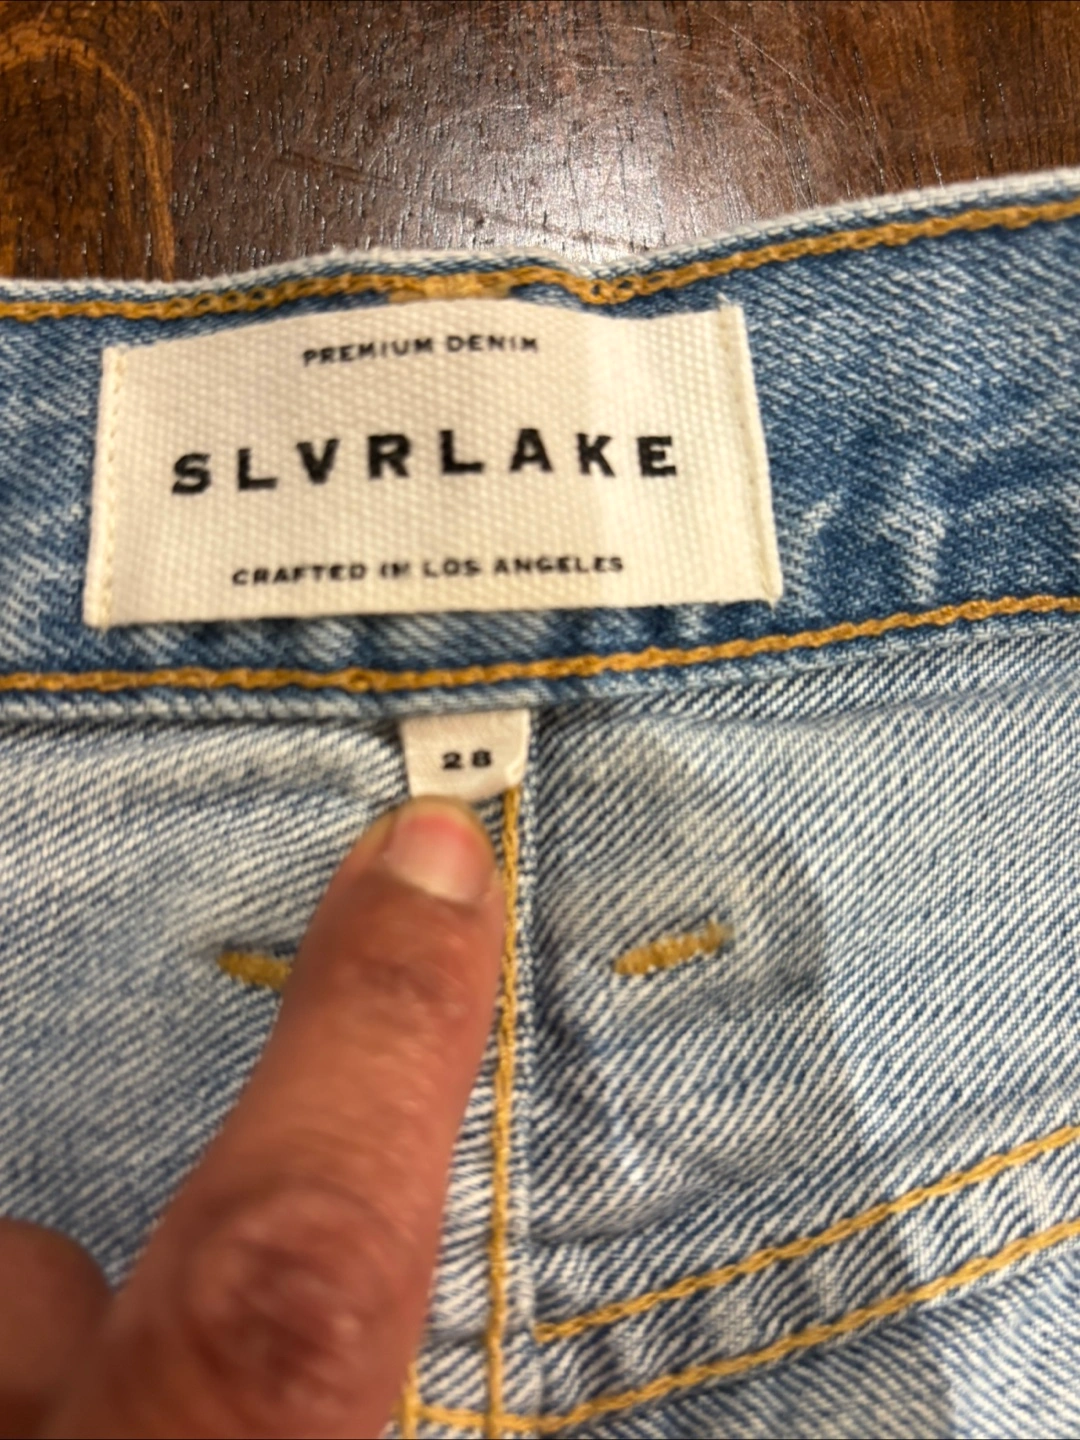 PREMIUM DENIM
SLVRLAKE
CRAFTED IN LOS ANGELES
28